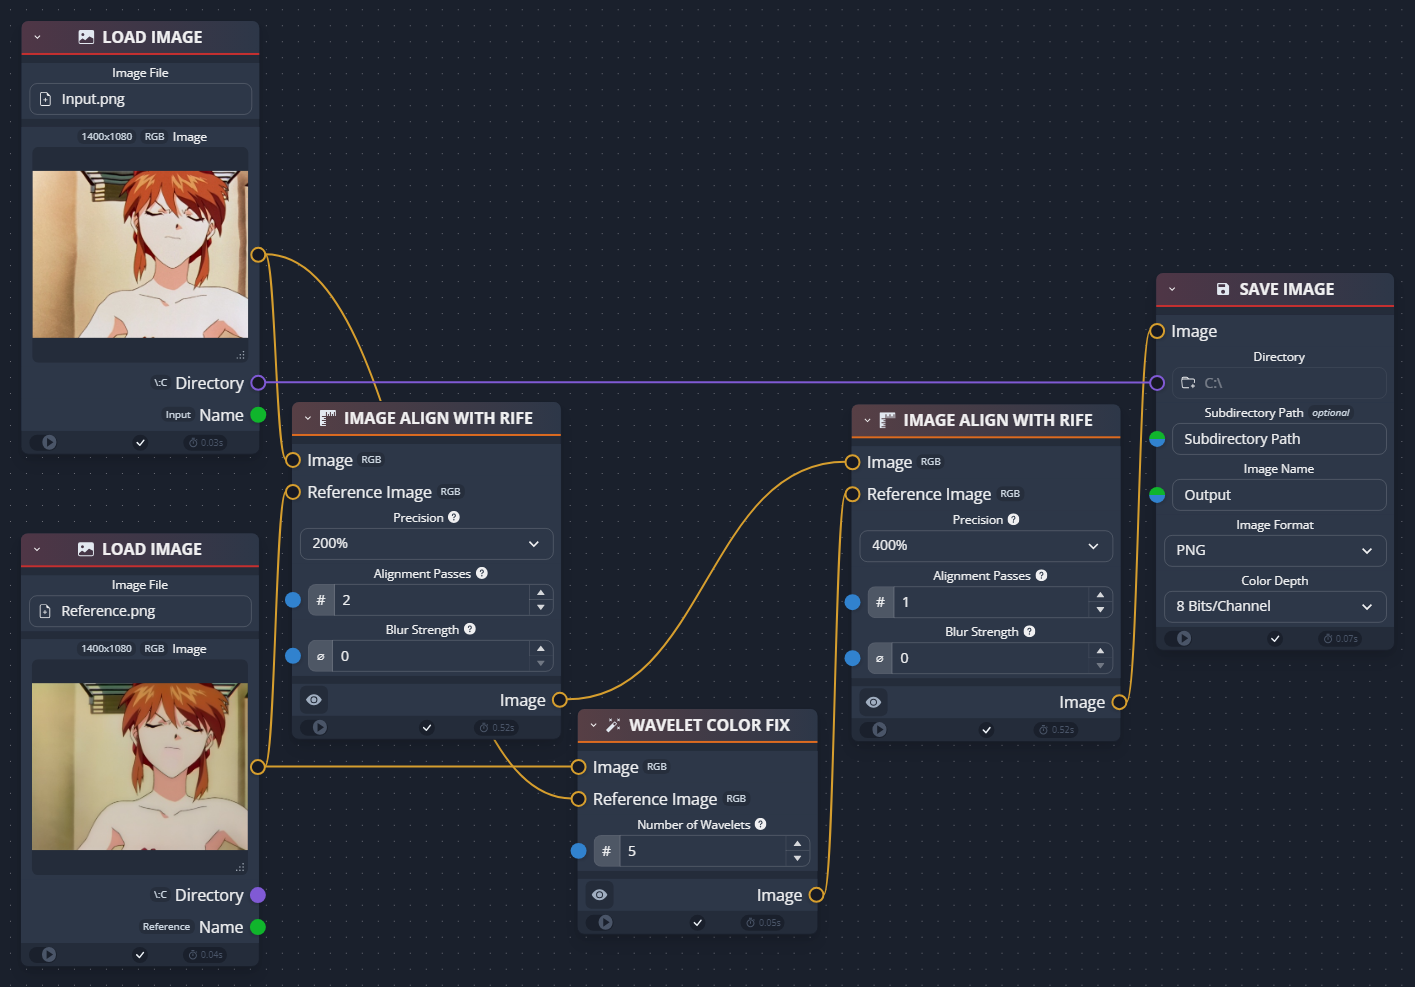 LOAD IMAGE
Image File
Input.png
1400x1080 RGB Image
\:C Directory
Input Name
0.03s
LOAD IMAGE
Image File
Reference.png
1400x1080 RGB Image
\:C Directory
Reference Name
0.04s
IMAGE ALIGN WITH RIFE
Image RGB
Reference Image RGB
Precision ?
200%
Alignment Passes ?
# 2
Blur Strength ?
⌀ 0
Image
0.52s
WAVELET COLOR FIX
Image RGB
Reference Image RGB
Number of Wavelets ?
# 5
Image
0.05s
IMAGE ALIGN WITH RIFE
Image RGB
Reference Image RGB
Precision ?
400%
Alignment Passes ?
# 1
Blur Strength ?
⌀ 0
Image
0.52s
SAVE IMAGE
Image
Directory
C:\
Subdirectory Path optional
Subdirectory Path
Image Name
Output
Image Format
PNG
Color Depth
8 Bits/Channel
0.07s